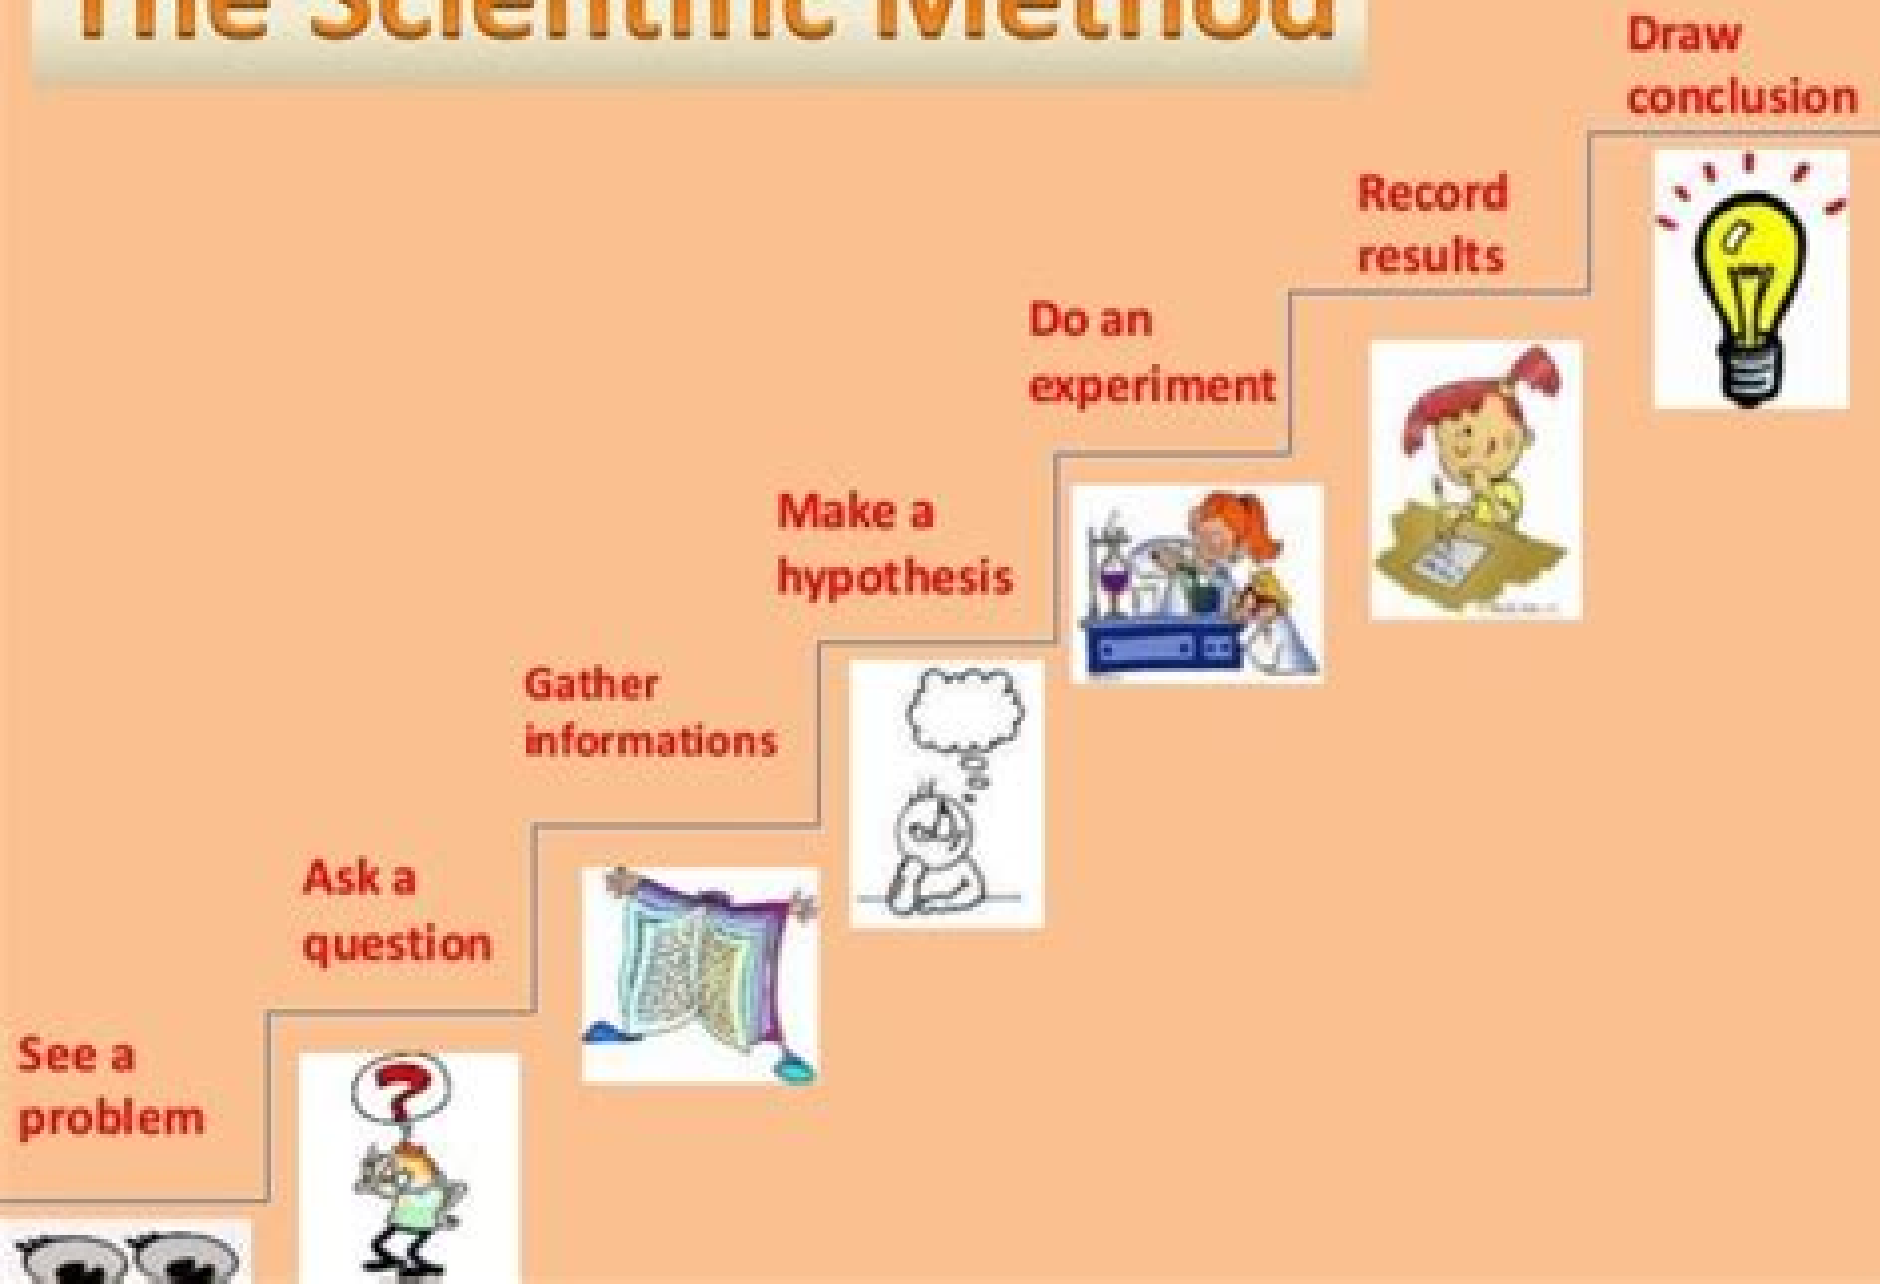 The Scientific Method
Draw
conclusion
Record
results
Do an
experiment
Make a
hypothesis
Gather
informations
Ask a
question
See a
problem
?